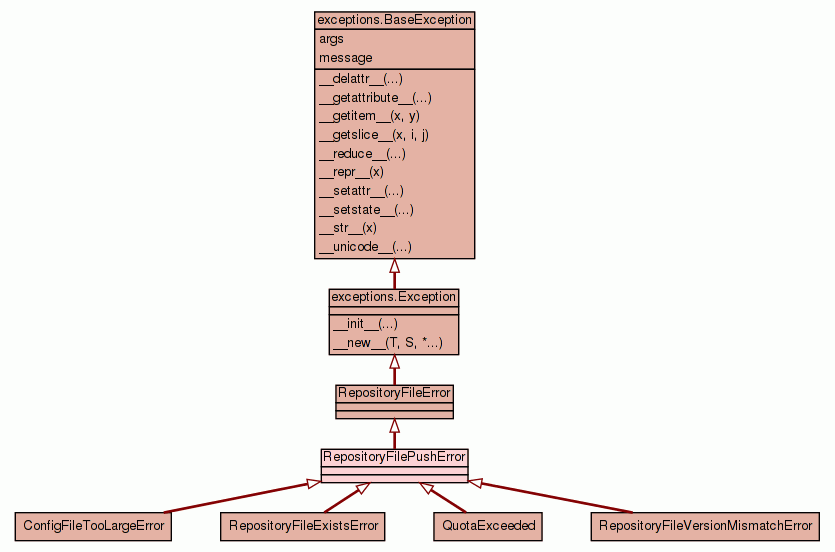 exceptions.BaseException
args
message
__delattr__(...)
__getattribute__(...)
__getitem__(x, y)
__getslice__(x, i, j)
__reduce__(...)
__repr__(x)
__setattr__(...)
__setstate__(...)
__str__(x)
__unicode__(...)
exceptions.Exception
__init__(...)
__new__(T, S, *...)
RepositoryFileError
RepositoryFilePushError
ConfigFileTooLargeError
RepositoryFileExistsError
QuotaExceeded
RepositoryFileVersionMismatchError